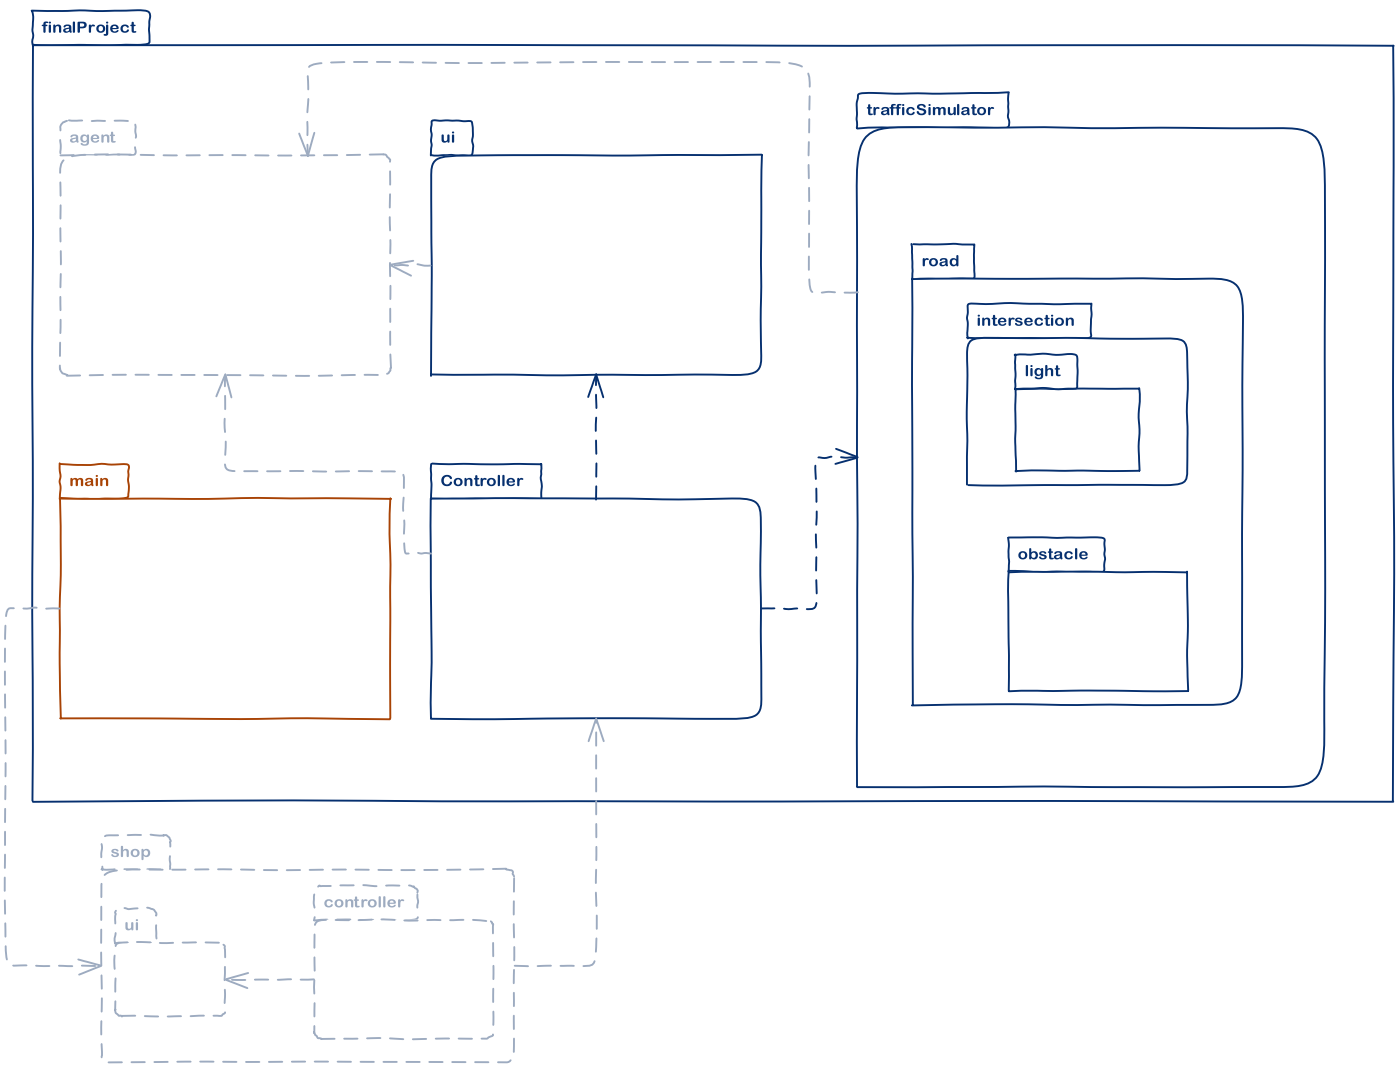 finalProject
agent
ui
trafficSimulator
road
intersection
light
main
Controller
obstacle
shop
ui
controller